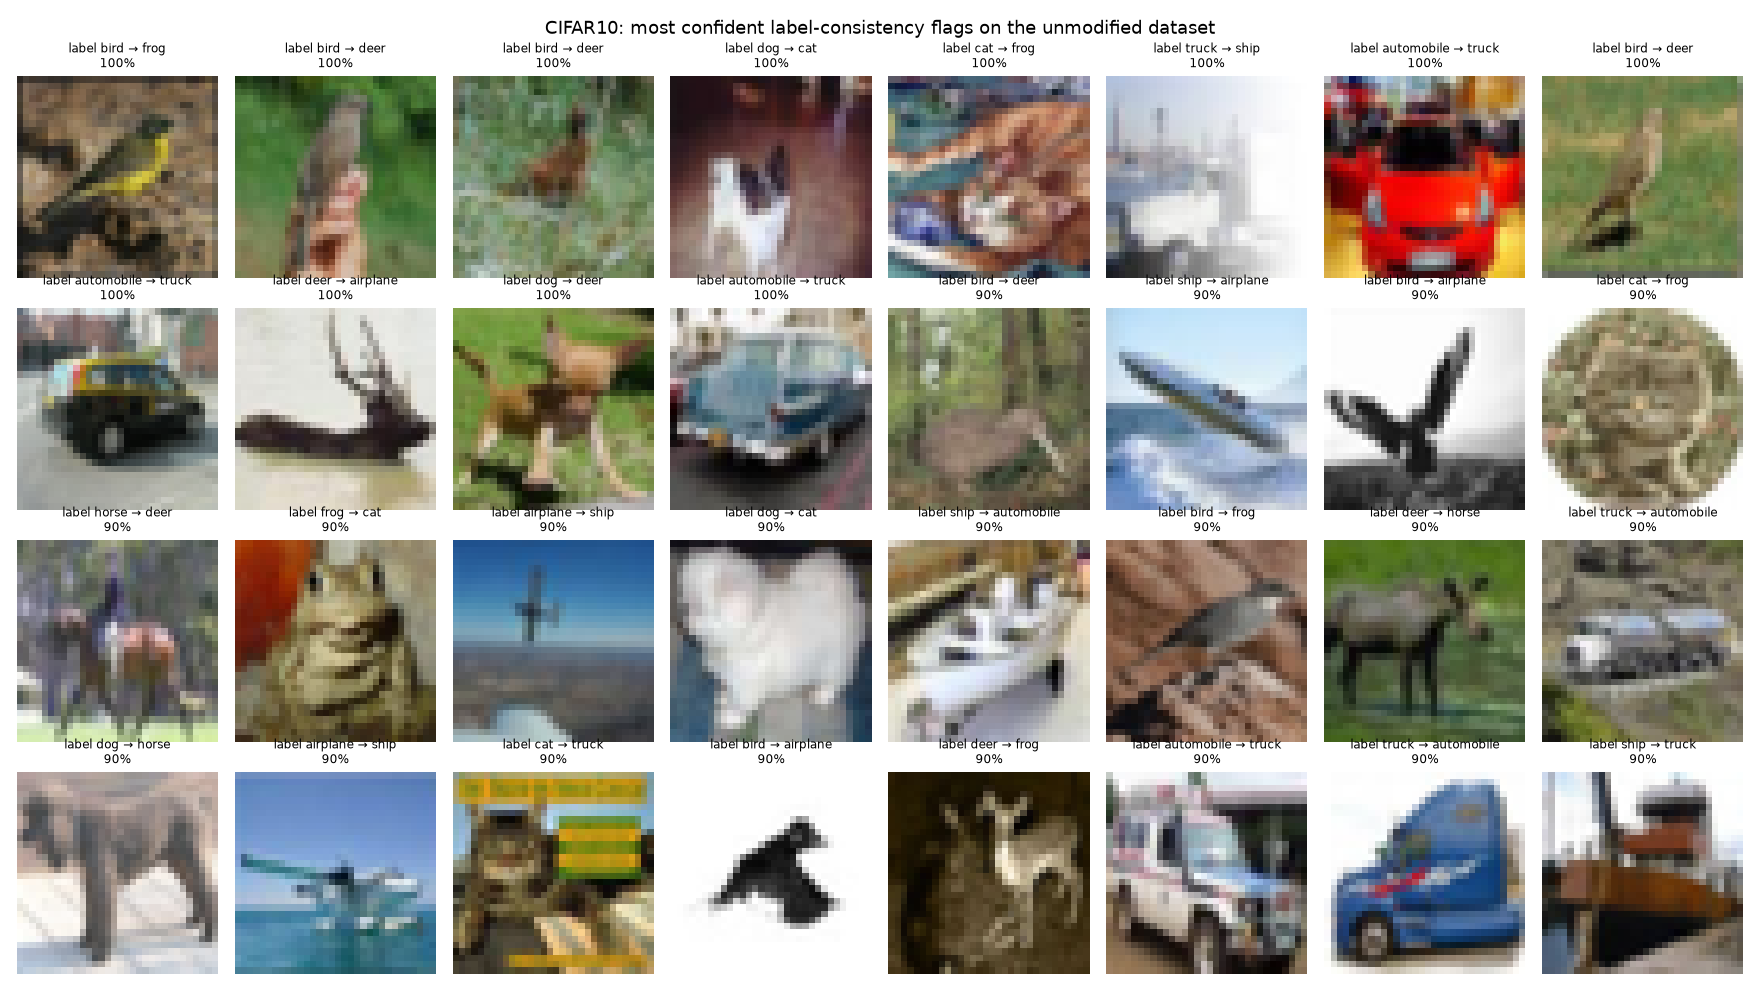 CIFAR10: most confident label-consistency flags on the unmodified dataset
label bird → frog
100%
label bird → deer
100%
label bird → deer
100%
label dog → cat
100%
label cat → frog
100%
label truck → ship
100%
label automobile → truck
100%
label bird → deer
100%
label automobile → truck
100%
label deer → airplane
100%
label dog → deer
100%
label automobile → truck
100%
label bird → deer
90%
label ship → airplane
90%
label bird → airplane
90%
label cat → frog
90%
label horse → deer
90%
label frog → cat
90%
label airplane → ship
90%
label dog → cat
90%
label ship → automobile
90%
label bird → frog
90%
label deer → horse
90%
label truck → automobile
90%
label dog → horse
90%
label airplane → ship
90%
label cat → truck
90%
label bird → airplane
90%
label deer → frog
90%
label automobile → truck
90%
label truck → automobile
90%
label ship → truck
90%